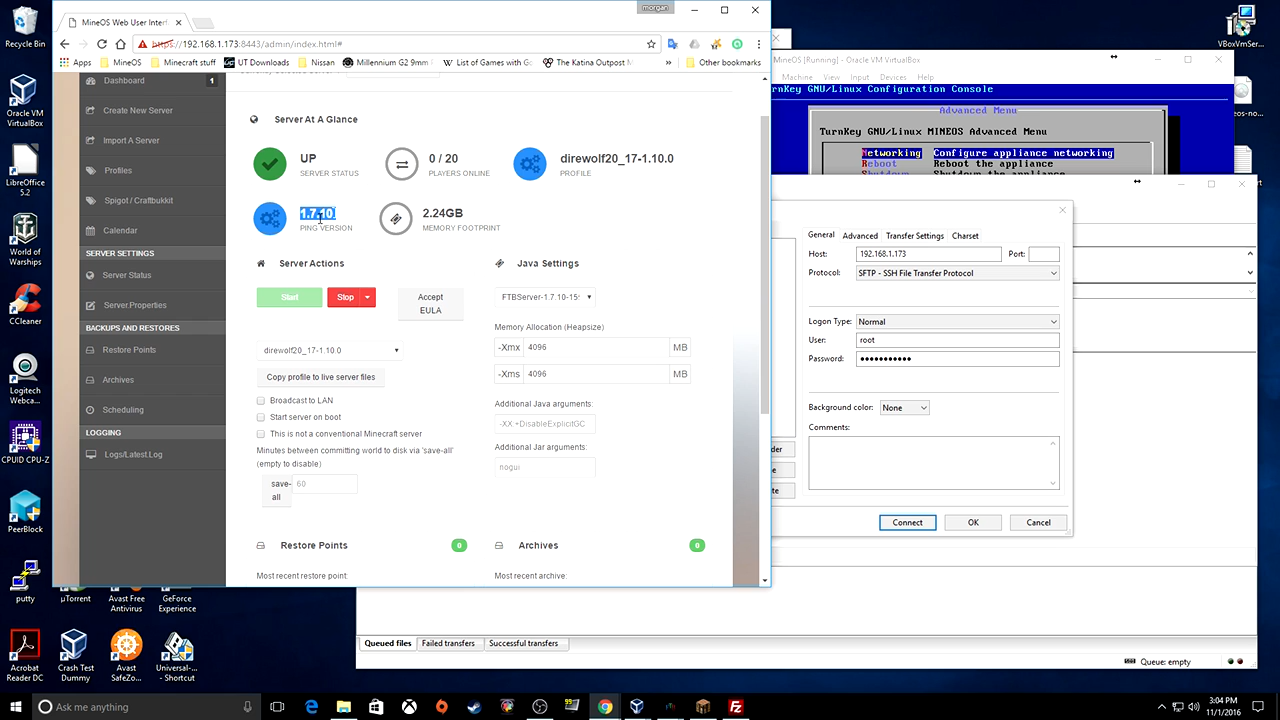 Recycle Bin
Oracle VM
VirtualBox
LibreOffice
5.2
World of
Warships
CCleaner
Logitech
Webca...
CPUID CPU-Z
PeerBlock
putty
Acrobat
Reader DC
µTorrent
Avast Free
Antivirus
GeForce
Experience
Crash Test
Dummy
Avast
SafeZo...
Universal-...
- Shortcut
morgan
MineOS Web User Interf
https://192.168.1.173:8443/admin/index.html#
Apps
MineOS
Minecraft stuff
UT Downloads
Nissan
Millennium G2 9mm
List of Games with G
The Katina Outpost
»
Other bookmarks
Dashboard
1
Create New Server
Import A Server
Profiles
Spigot / Craftbukkit
Calendar
SERVER SETTINGS
Server Status
Server.Properties
BACKUPS AND RESTORES
Restore Points
Archives
Scheduling
LOGGING
Logs/Latest.Log
Server At A Glance
UP
SERVER STATUS
0 / 20
PLAYERS ONLINE
direwolf20_17-1.10.0
PROFILE
1.7.10
PING VERSION
2.24GB
MEMORY FOOTPRINT
Server Actions
Start
Stop
Accept
EULA
direwolf20_17-1.10.0
Copy profile to live server files
Broadcast to LAN
Start server on boot
This is not a conventional Minecraft server
Minutes between committing world to disk via 'save-all'
(empty to disable)
save-
all
60
Java Settings
FTBServer-1.7.10-15
Memory Allocation (Heapsize)
-Xmx
4096
MB
-Xms
4096
MB
Additional Java arguments:
-XX:+DisableExplicitGC
Additional Jar arguments:
nogui
Restore Points
0
Archives
0
Most recent restore point:
Most recent archive:
MineOS [Running] - Oracle VM VirtualBox
Machine
View
Input
Devices
Help
rnKey GNU/Linux Configuration Console
Advanced Menu
TurnKey GNU/Linux MINEOS Advanced Menu
Networking
Configure appliance networking
Reboot
Reboot the appliance
Shutdown
Shutdown the appliance
General
Advanced
Transfer Settings
Charset
Host:
192.168.1.173
Port:
Protocol:
SFTP - SSH File Transfer Protocol
Logon Type:
Normal
User:
root
Password:
●●●●●●●●●●●
Background color:
None
Comments:
der
e
te
Connect
OK
Cancel
Queued files
Failed transfers
Successful transfers
Queue: empty
VBoxVmSer...
Ask me anything
3:04 PM
11/1/2016